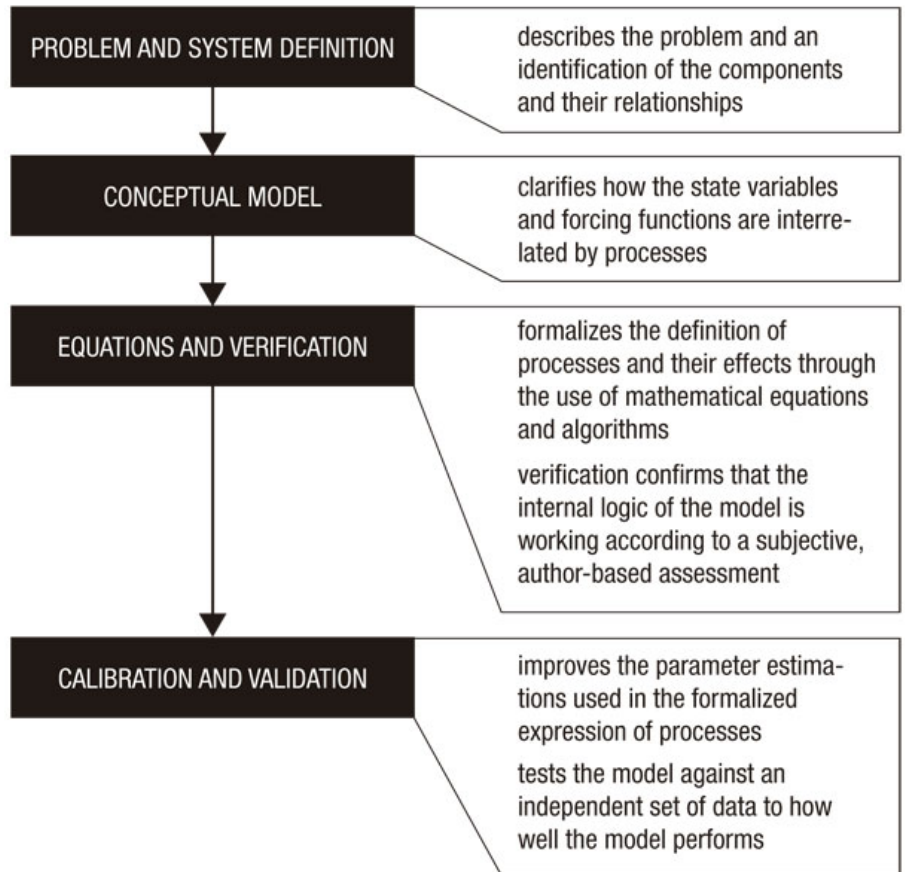 PROBLEM AND SYSTEM DEFINITION
describes the problem and an
identification of the components
and their relationships
CONCEPTUAL MODEL
clarifies how the state variables
and forcing functions are interre-
lated by processes
EQUATIONS AND VERIFICATION
formalizes the definition of
processes and their effects through
the use of mathematical equations
and algorithms
verification confirms that the
internal logic of the model is
working according to a subjective,
author-based assessment
CALIBRATION AND VALIDATION
improves the parameter estima-
tions used in the formalized
expression of processes
tests the model against an
independent set of data to how
well the model performs